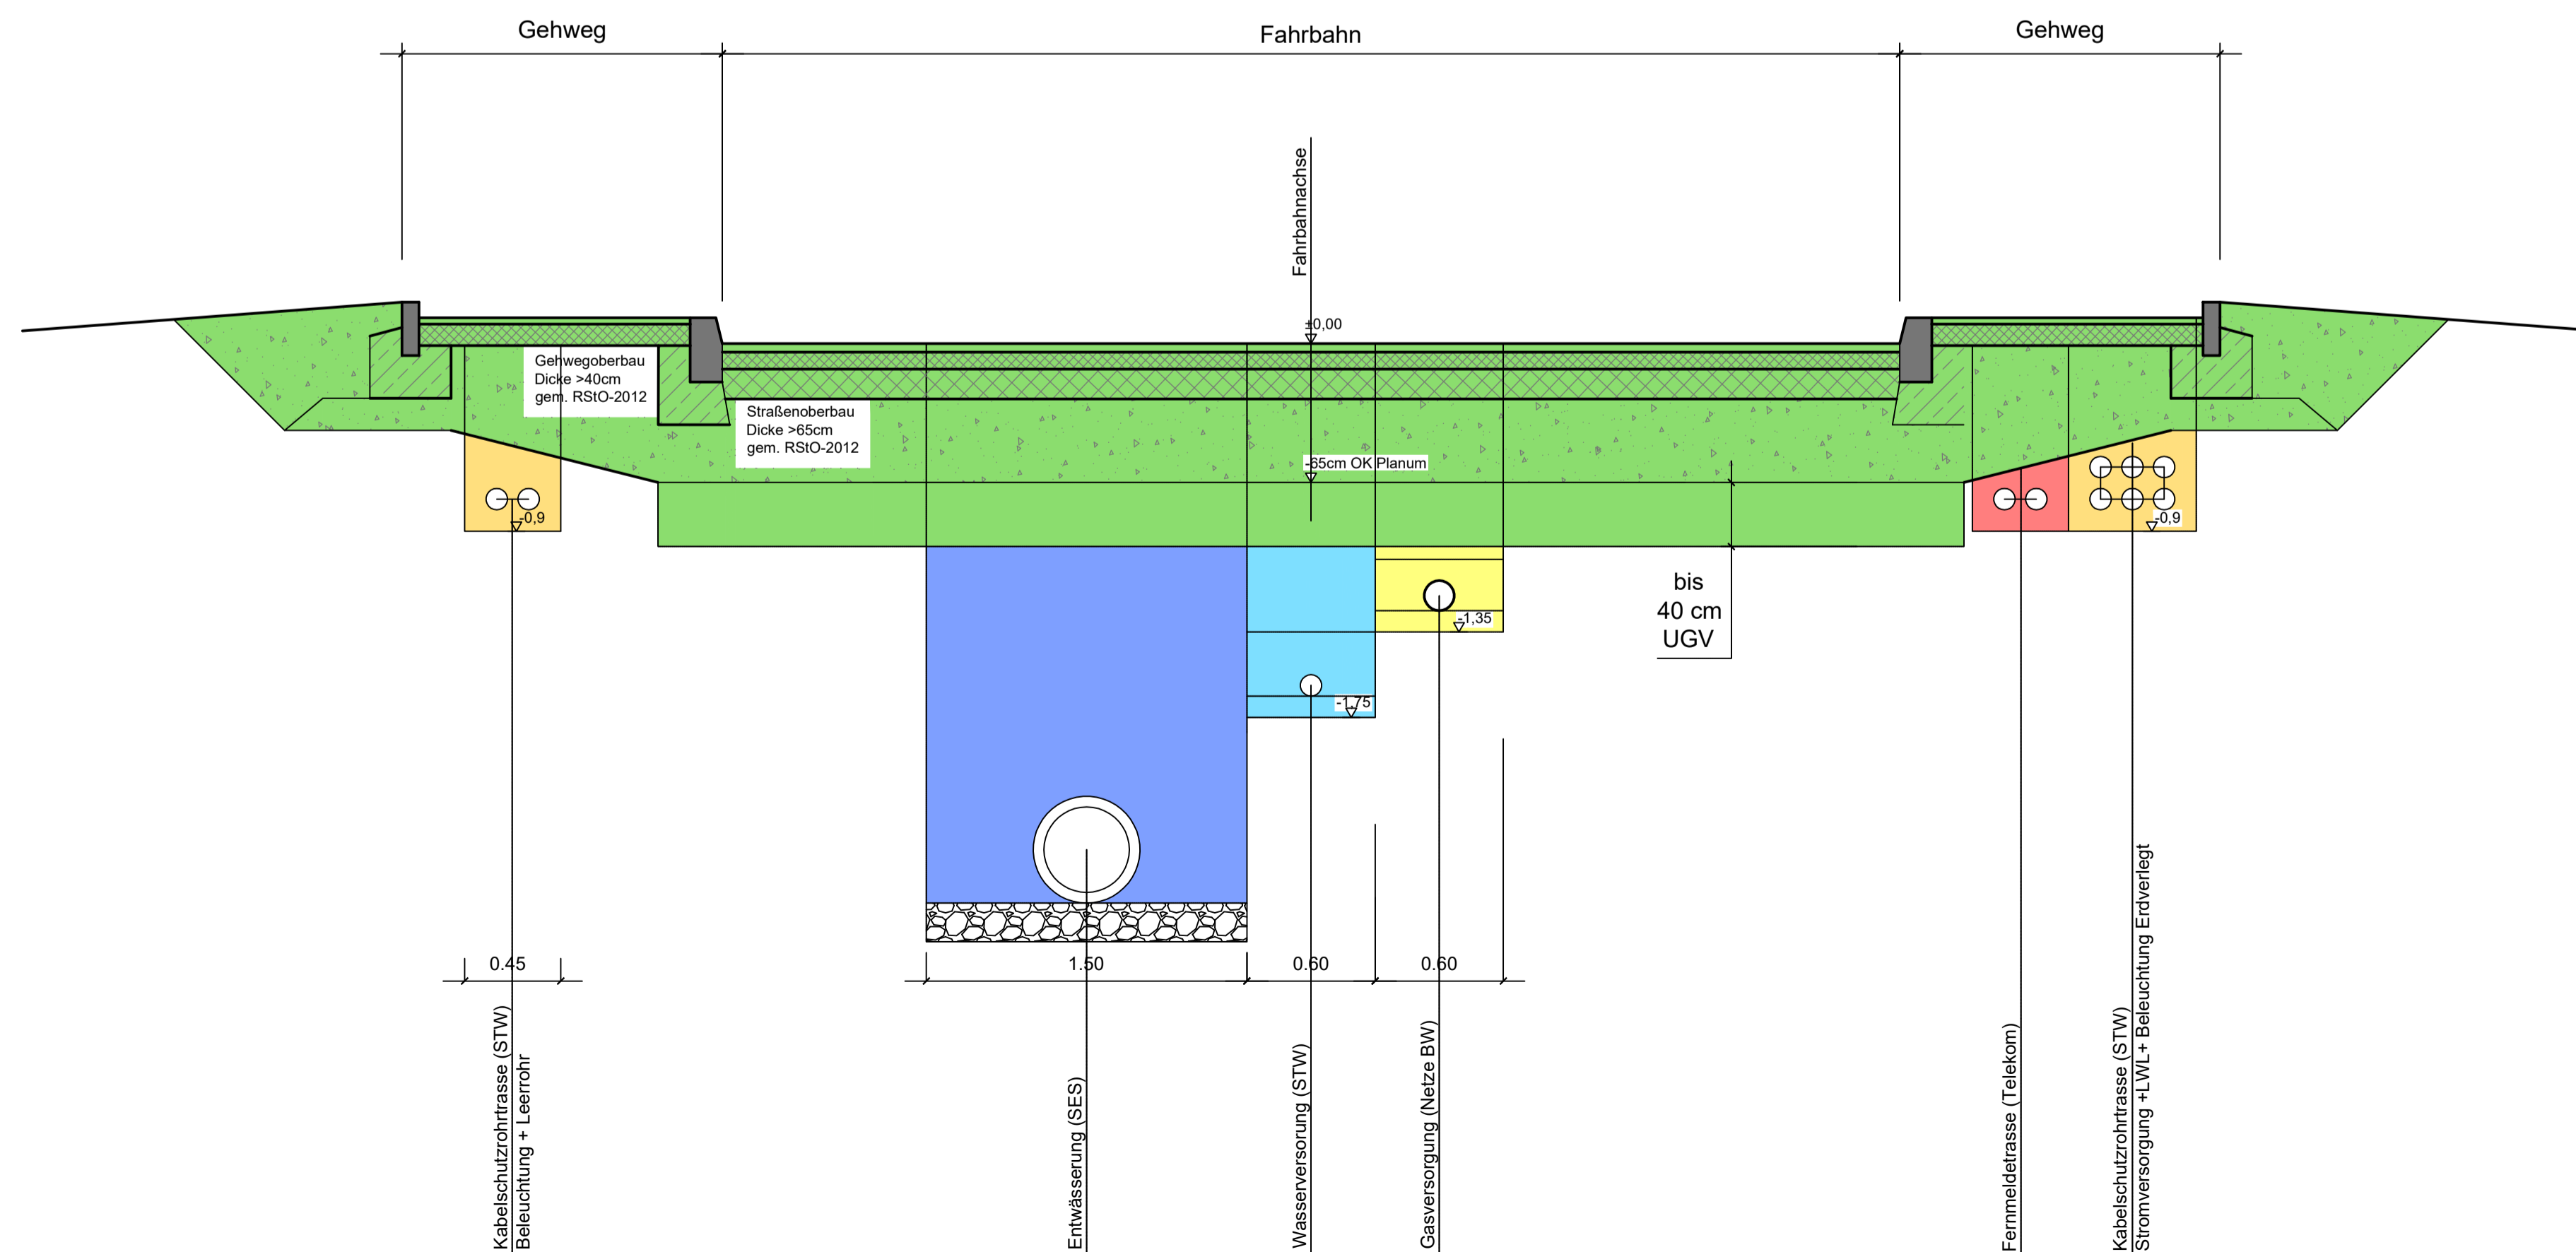 Gehweg
Fahrbahn
Gehweg
Fahrbahnachse
±0,00
Gehwegoberbau
Dicke >40cm
gem. RStO-2012
Straßenoberbau
Dicke >65cm
gem. RStO-2012
-65cm OK Planum
-0,9
-0,9
bis
40 cm
UGV
-1,35
-1,75
0.45
1.50
0.60
0.60
Kabelschutzrohrtrasse (STW)
Beleuchtung + Leerrohr
Entwässerung (SES)
Wasserversorung (STW)
Gasversorgung (Netze BW)
Fernmeldetrasse (Telekom)
Kabelschutzrohrtrasse (STW)
Stromversorgung +LWL+ Beleuchtung Erdverlegt